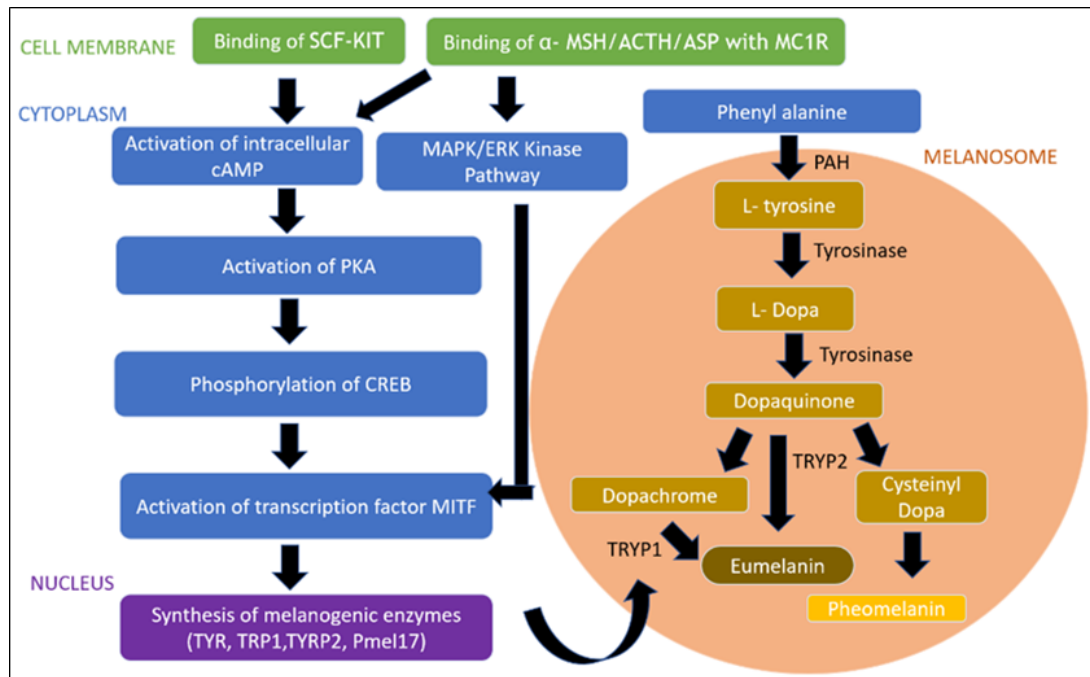 CELL MEMBRANE
Binding of SCF-KIT
Binding of α- MSH/ACTH/ASP with MC1R
CYTOPLASM
Activation of intracellular
cAMP
MAPK/ERK Kinase
Pathway
Activation of PKA
Phosphorylation of CREB
Activation of transcription factor MITF
NUCLEUS
Synthesis of melanogenic enzymes
(TYR, TRP1,TYRP2, Pmel17)
Phenyl alanine
MELANOSOME
PAH
L- tyrosine
Tyrosinase
L- Dopa
Tyrosinase
Dopaquinone
TRYP2
Dopachrome
Cysteinyl
Dopa
TRYP1
Eumelanin
Pheomelanin